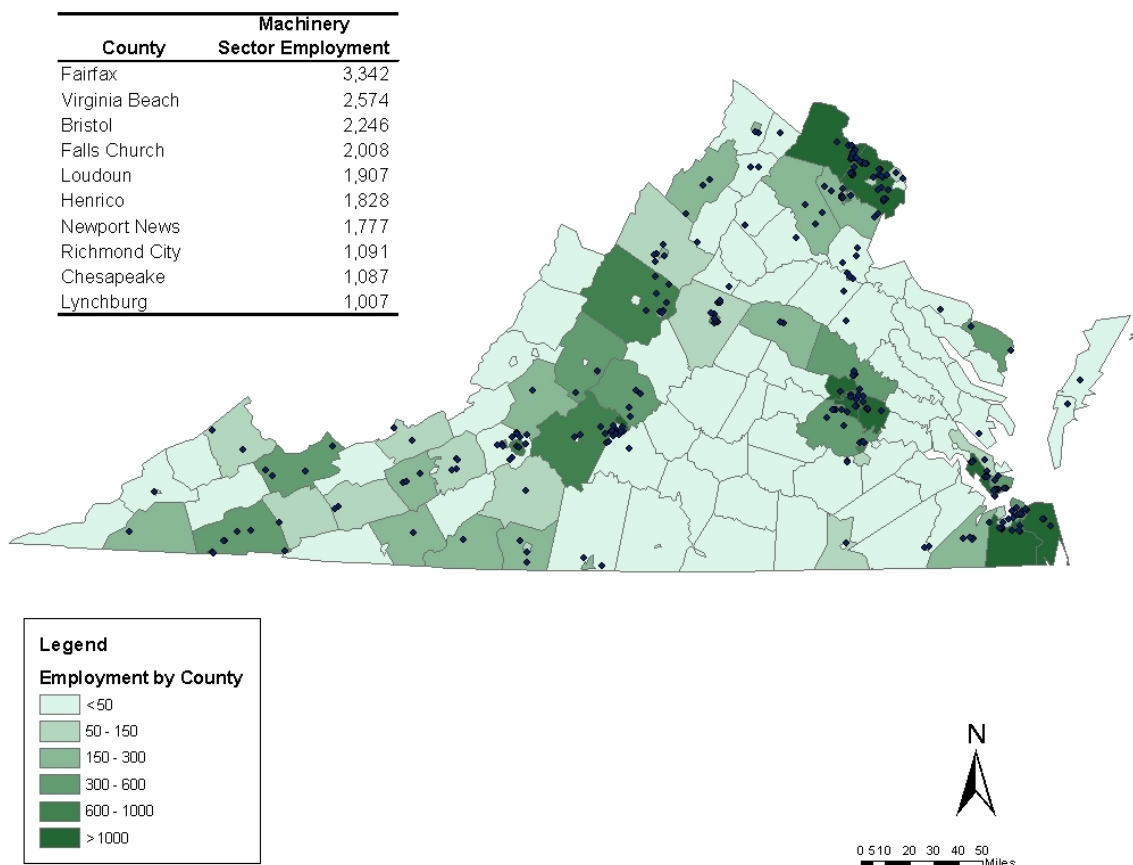 Machinery
County Sector Employment
Fairfax 3,342
Virginia Beach 2,574
Bristol 2,246
Falls Church 2,008
Loudoun 1,907
Henrico 1,828
Newport News 1,777
Richmond City 1,091
Chesapeake 1,087
Lynchburg 1,007
Legend
Employment by County
<50
50 - 150
150 - 300
300 - 600
600 - 1000
>1000
N
0 5 10 20 30 40 50
Miles